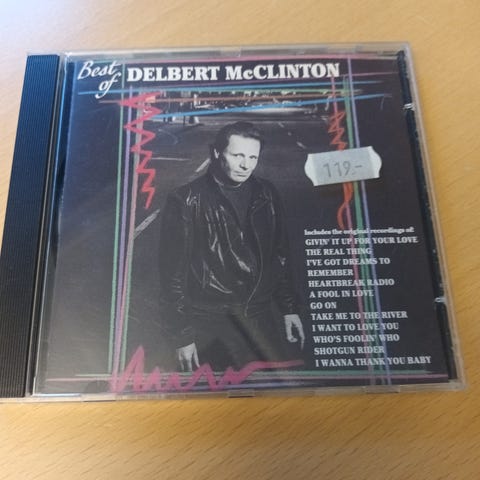 Best
of
DELBERT McCLINTON
119.-
Includes the original recordings of:
GIVIN' IT UP FOR YOUR LOVE
THE REAL THING
I'VE GOT DREAMS TO
REMEMBER
HEARTBREAK RADIO
A FOOL IN LOVE
GO ON
TAKE ME TO THE RIVER
I WANT TO LOVE YOU
WHO'S FOOLIN' WHO
SHOTGUN RIDER
I WANNA THANK YOU BABY